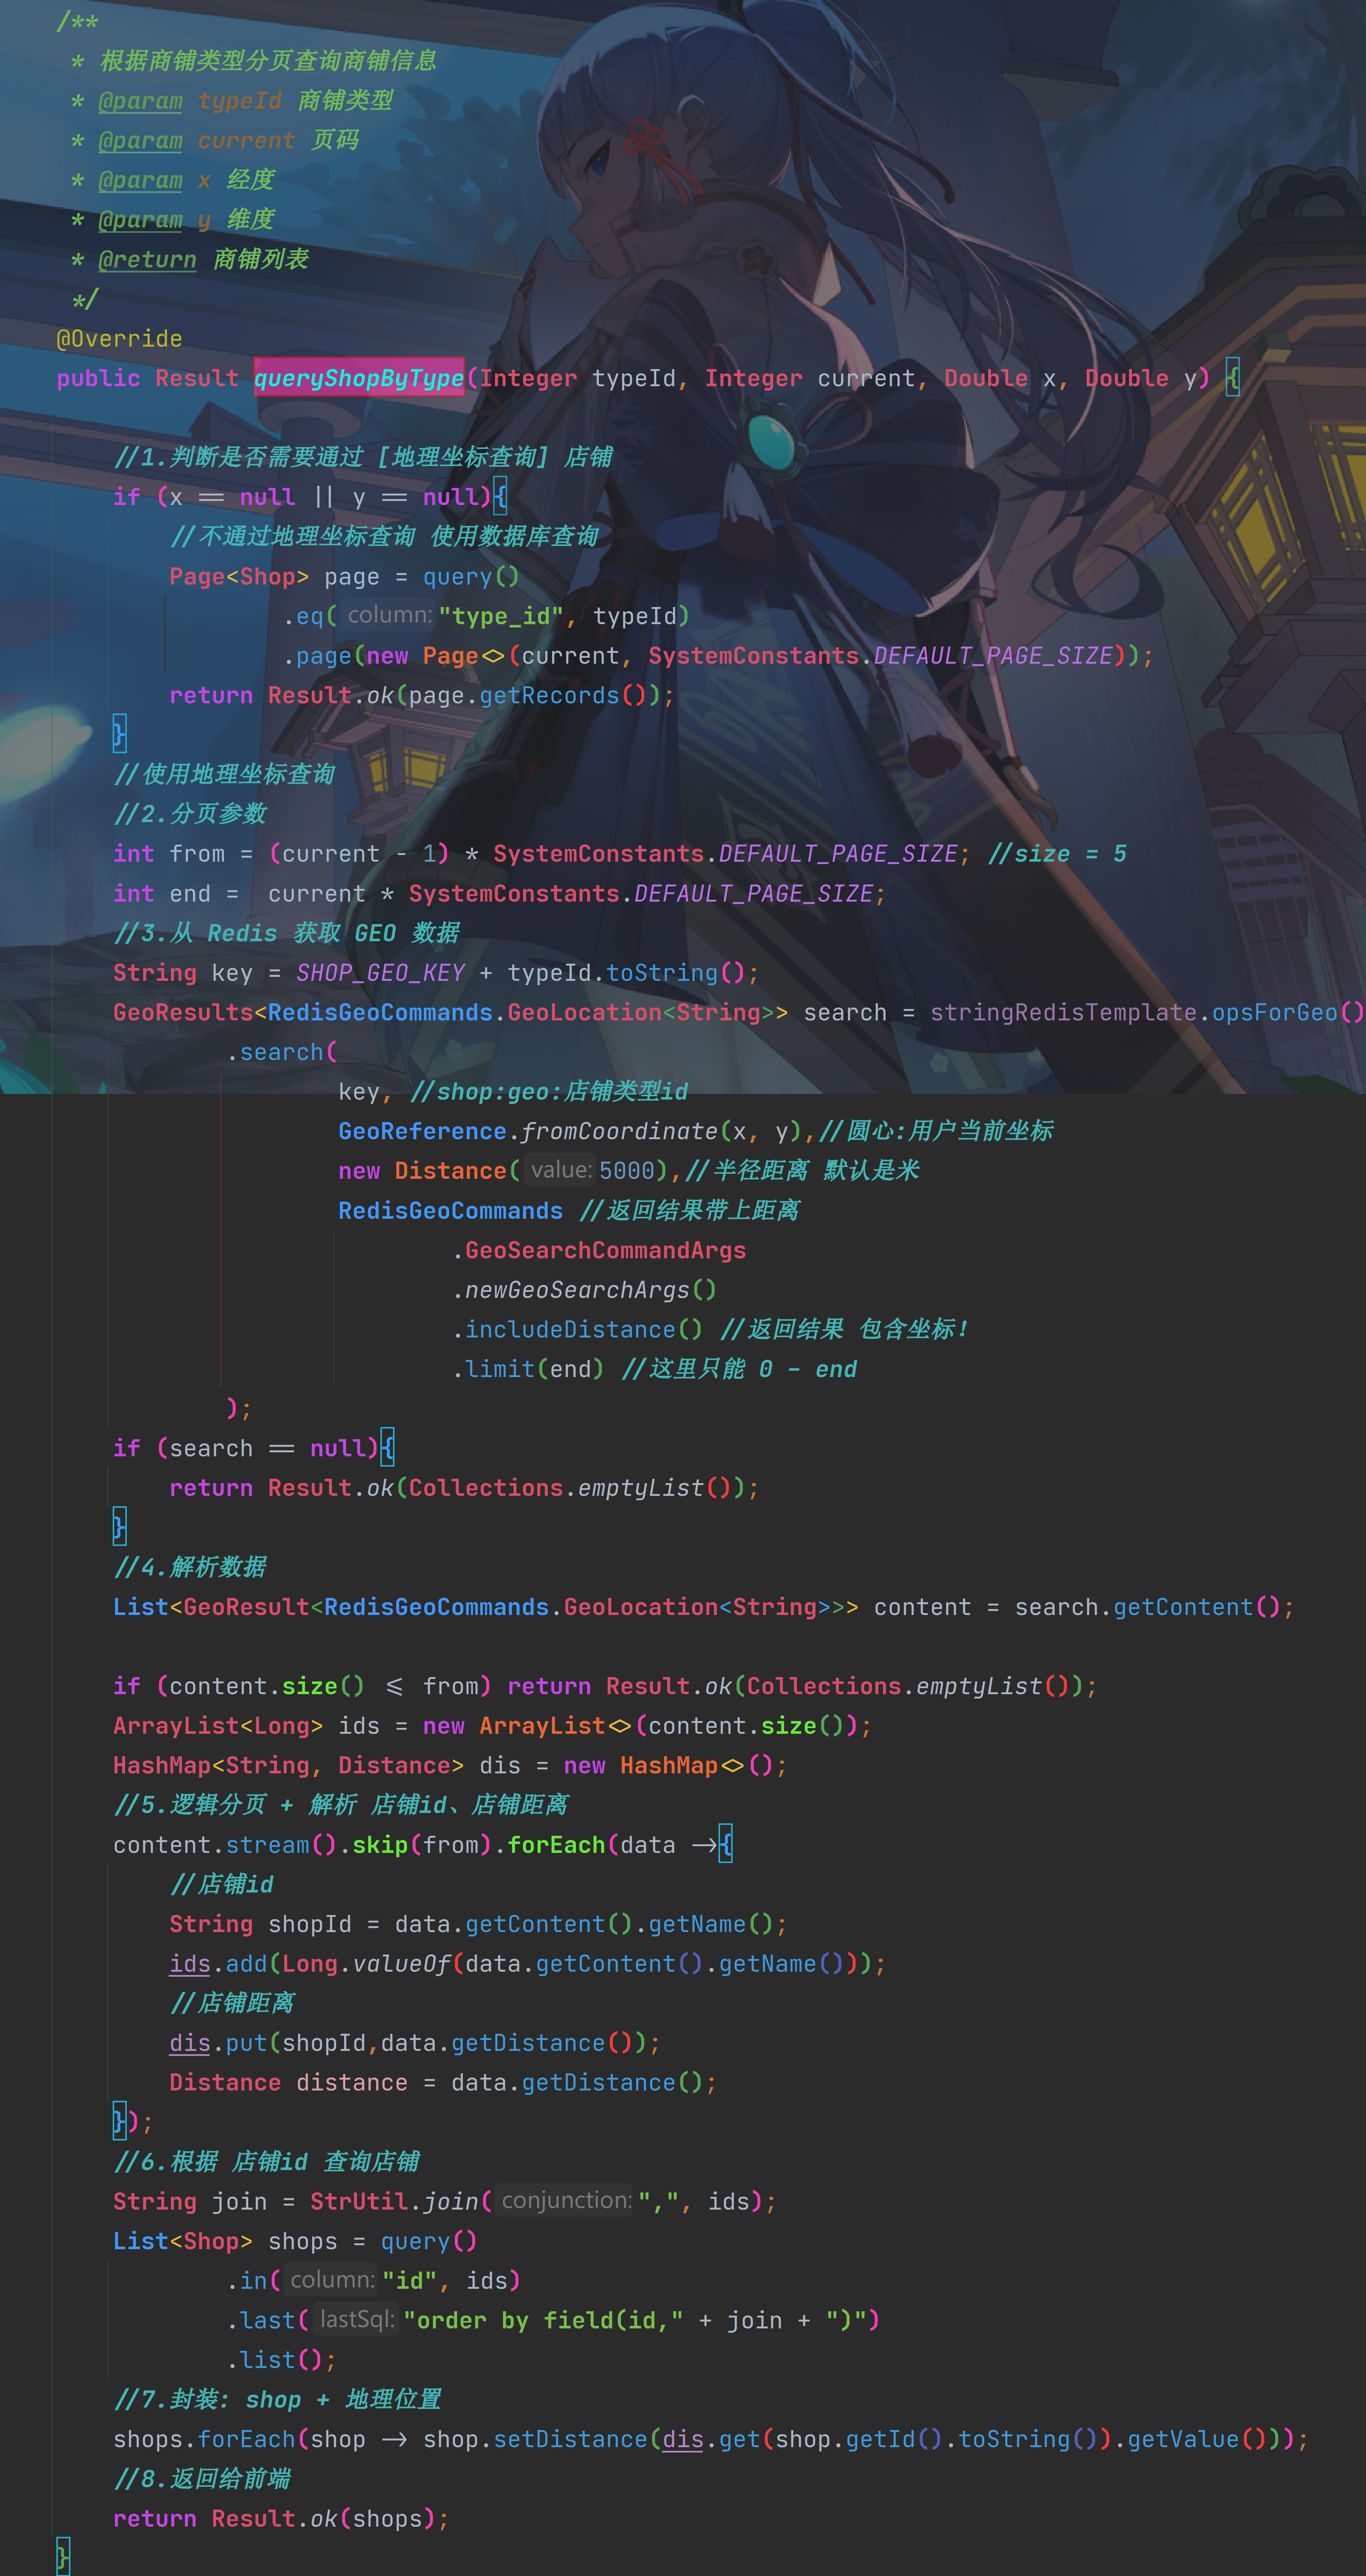 /**
 * 根据商铺类型分页查询商铺信息
 * @param typeId 商铺类型
 * @param current 页码
 * @param x 经度
 * @param y 维度
 * @return 商铺列表
 */
@Override
public Result queryShopByType(Integer typeId, Integer current, Double x, Double y) {
//1.判断是否需要通过 [地理坐标查询] 店铺
if (x == null || y == null){
//不通过地理坐标查询 使用数据库查询
Page<Shop> page = query()
.eq( column: "type_id", typeId)
.page(new Page<>(current, SystemConstants.DEFAULT_PAGE_SIZE));
return Result.ok(page.getRecords());
}
//使用地理坐标查询
//2.分页参数
int from = (current - 1) * SystemConstants.DEFAULT_PAGE_SIZE; //size = 5
int end =  current * SystemConstants.DEFAULT_PAGE_SIZE;
//3.从 Redis 获取 GEO 数据
String key = SHOP_GEO_KEY + typeId.toString();
GeoResults<RedisGeoCommands.GeoLocation<String>> search = stringRedisTemplate.opsForGeo()
.search(
key, //shop:geo:店铺类型id
GeoReference.fromCoordinate(x, y),//圆心:用户当前坐标
new Distance( value: 5000),//半径距离 默认是米
RedisGeoCommands //返回结果带上距离
.GeoSearchCommandArgs
.newGeoSearchArgs()
.includeDistance() //返回结果 包含坐标!
.limit(end) //这里只能 0 - end
);
if (search == null){
return Result.ok(Collections.emptyList());
}
//4.解析数据
List<GeoResult<RedisGeoCommands.GeoLocation<String>>> content = search.getContent();
if (content.size() <= from) return Result.ok(Collections.emptyList());
ArrayList<Long> ids = new ArrayList<>(content.size());
HashMap<String, Distance> dis = new HashMap<>();
//5.逻辑分页 + 解析 店铺id、店铺距离
content.stream().skip(from).forEach(data ->{
//店铺id
String shopId = data.getContent().getName();
ids.add(Long.valueOf(data.getContent().getName()));
//店铺距离
dis.put(shopId,data.getDistance());
Distance distance = data.getDistance();
});
//6.根据 店铺id 查询店铺
String join = StrUtil.join( conjunction: ",", ids);
List<Shop> shops = query()
.in( column: "id", ids)
.last( lastSql: "order by field(id," + join + ")")
.list();
//7.封装: shop + 地理位置
shops.forEach(shop -> shop.setDistance(dis.get(shop.getId().toString()).getValue()));
//8.返回给前端
return Result.ok(shops);
}